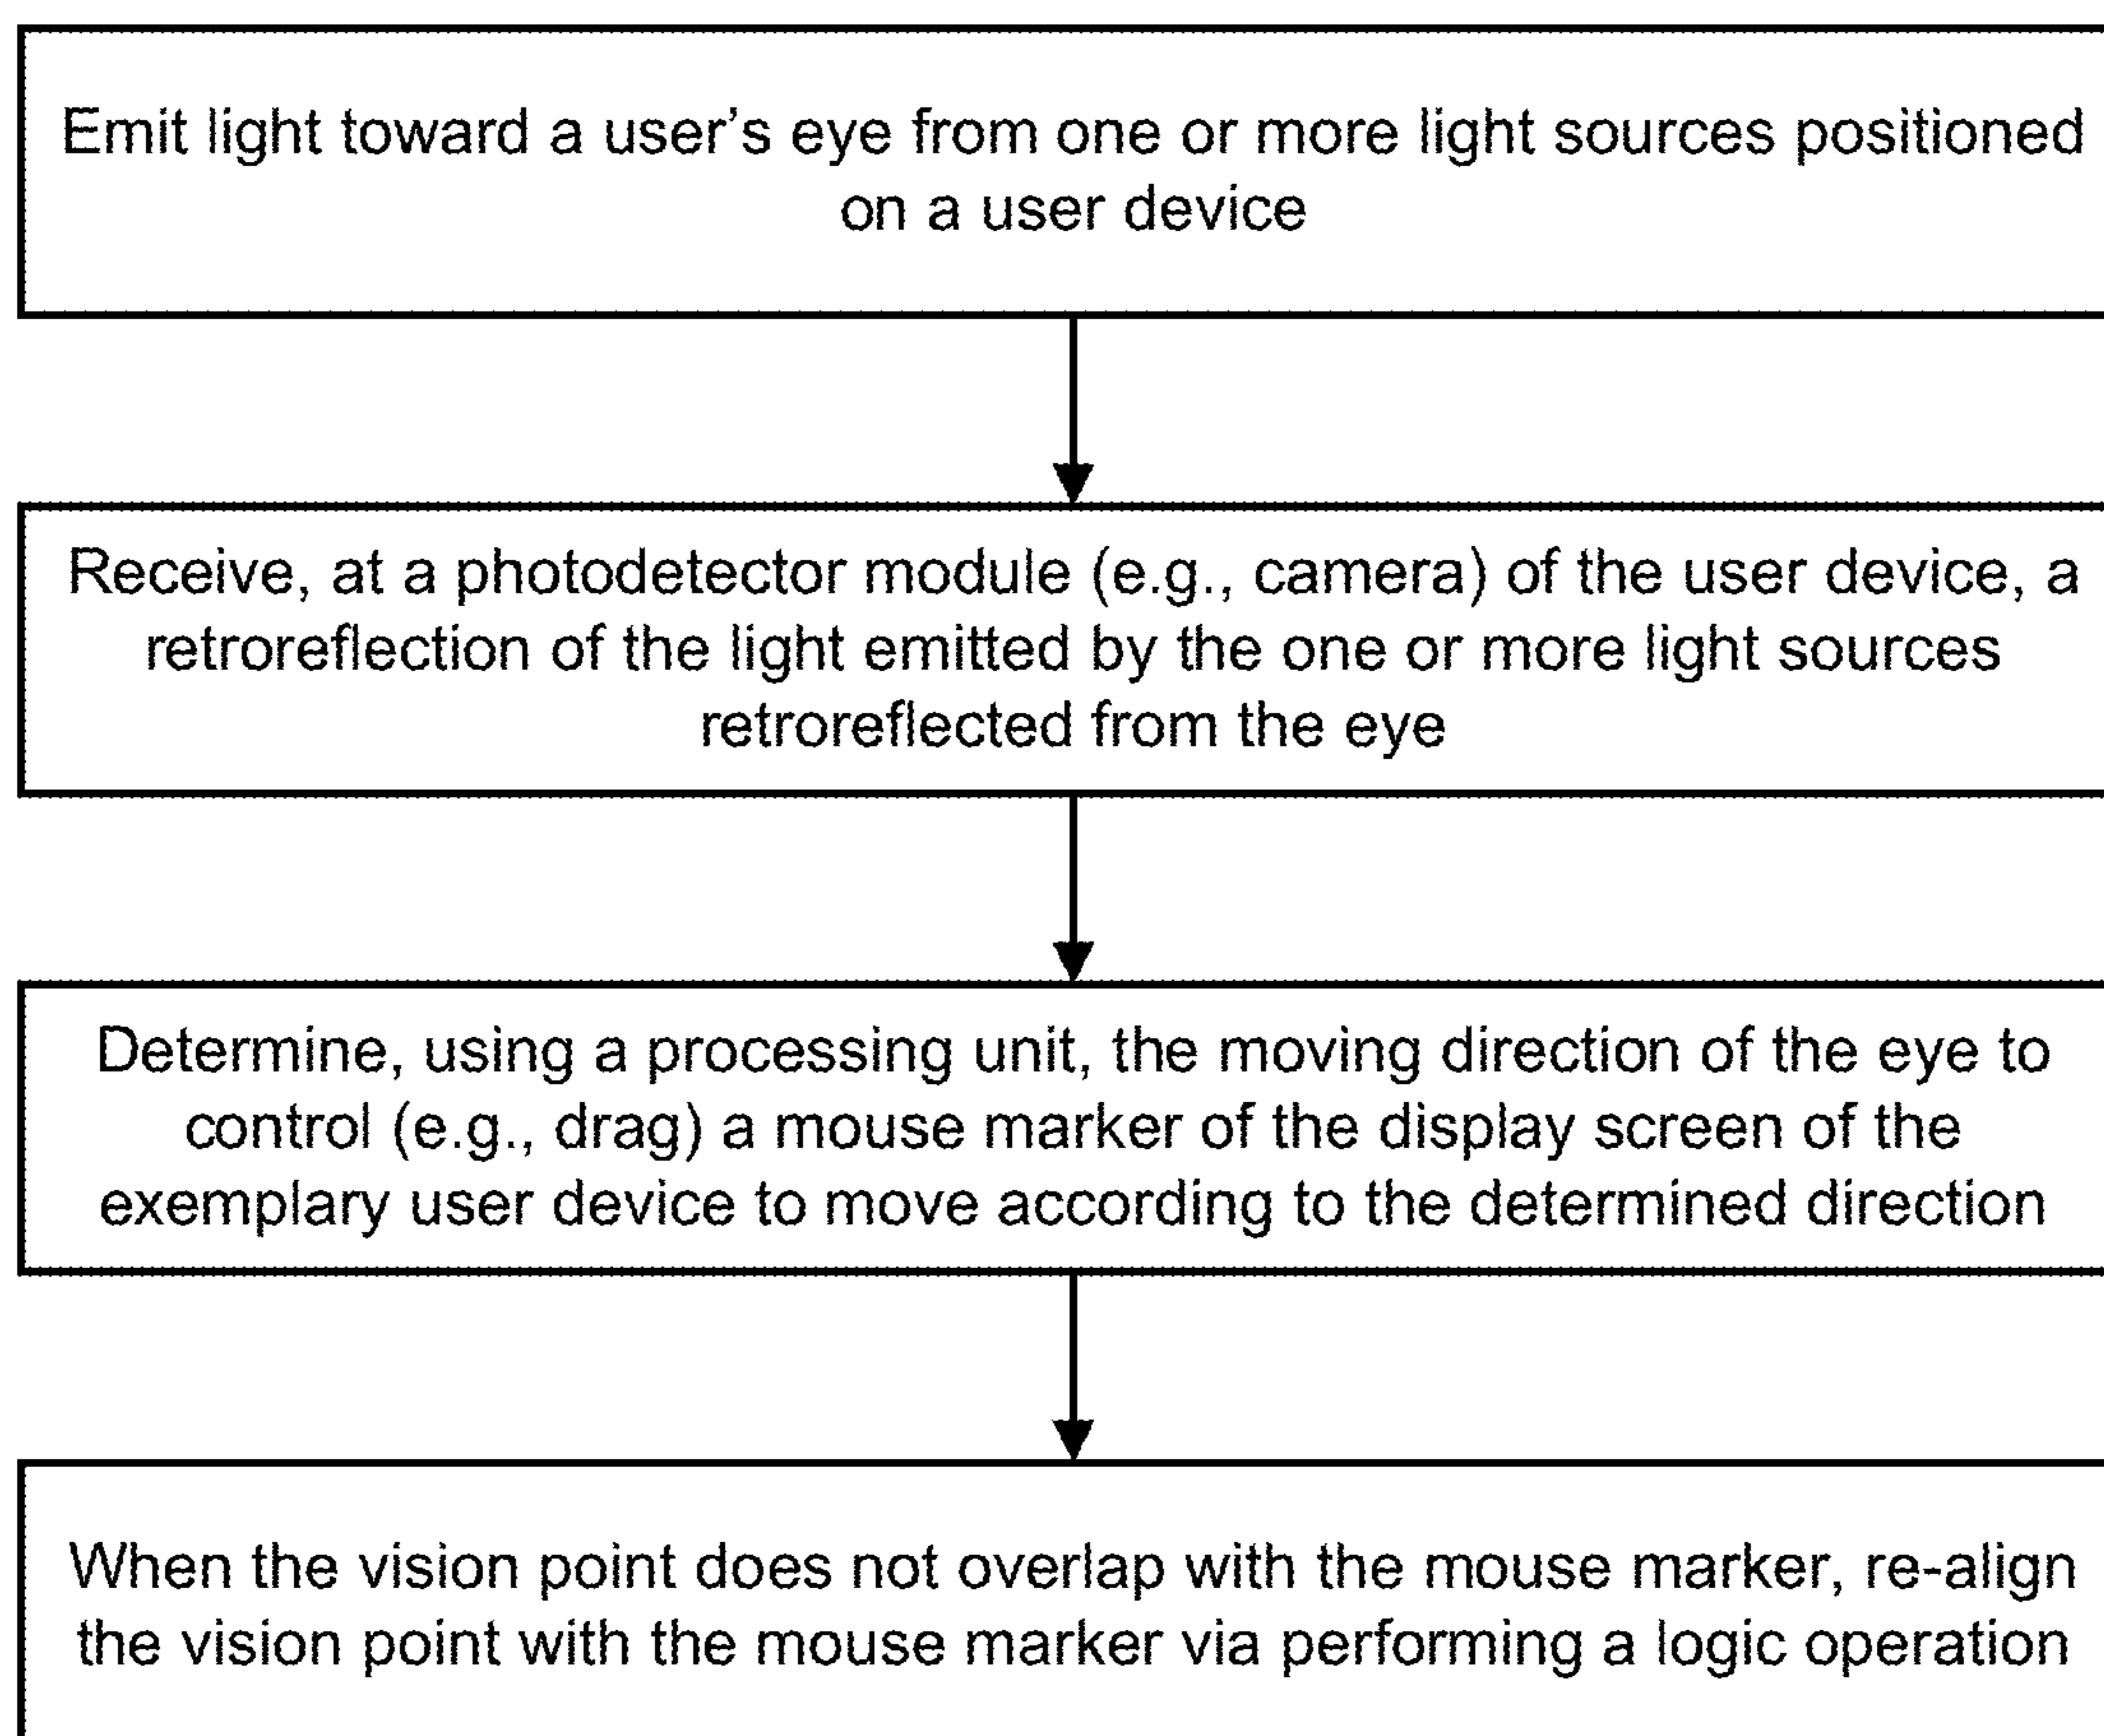 Emit light toward a user's eye from one or more light sources positioned
on a user device
Receive, at a photodetector module (e.g., camera) of the user device, a
retroreflection of the light emitted by the one or more light sources
retroreflected from the eye
Determine, using a processing unit, the moving direction of the eye to
control (e.g., drag) a mouse marker of the display screen of the
exemplary user device to move according to the determined direction
When the vision point does not overlap with the mouse marker, re-align
the vision point with the mouse marker via performing a logic operation